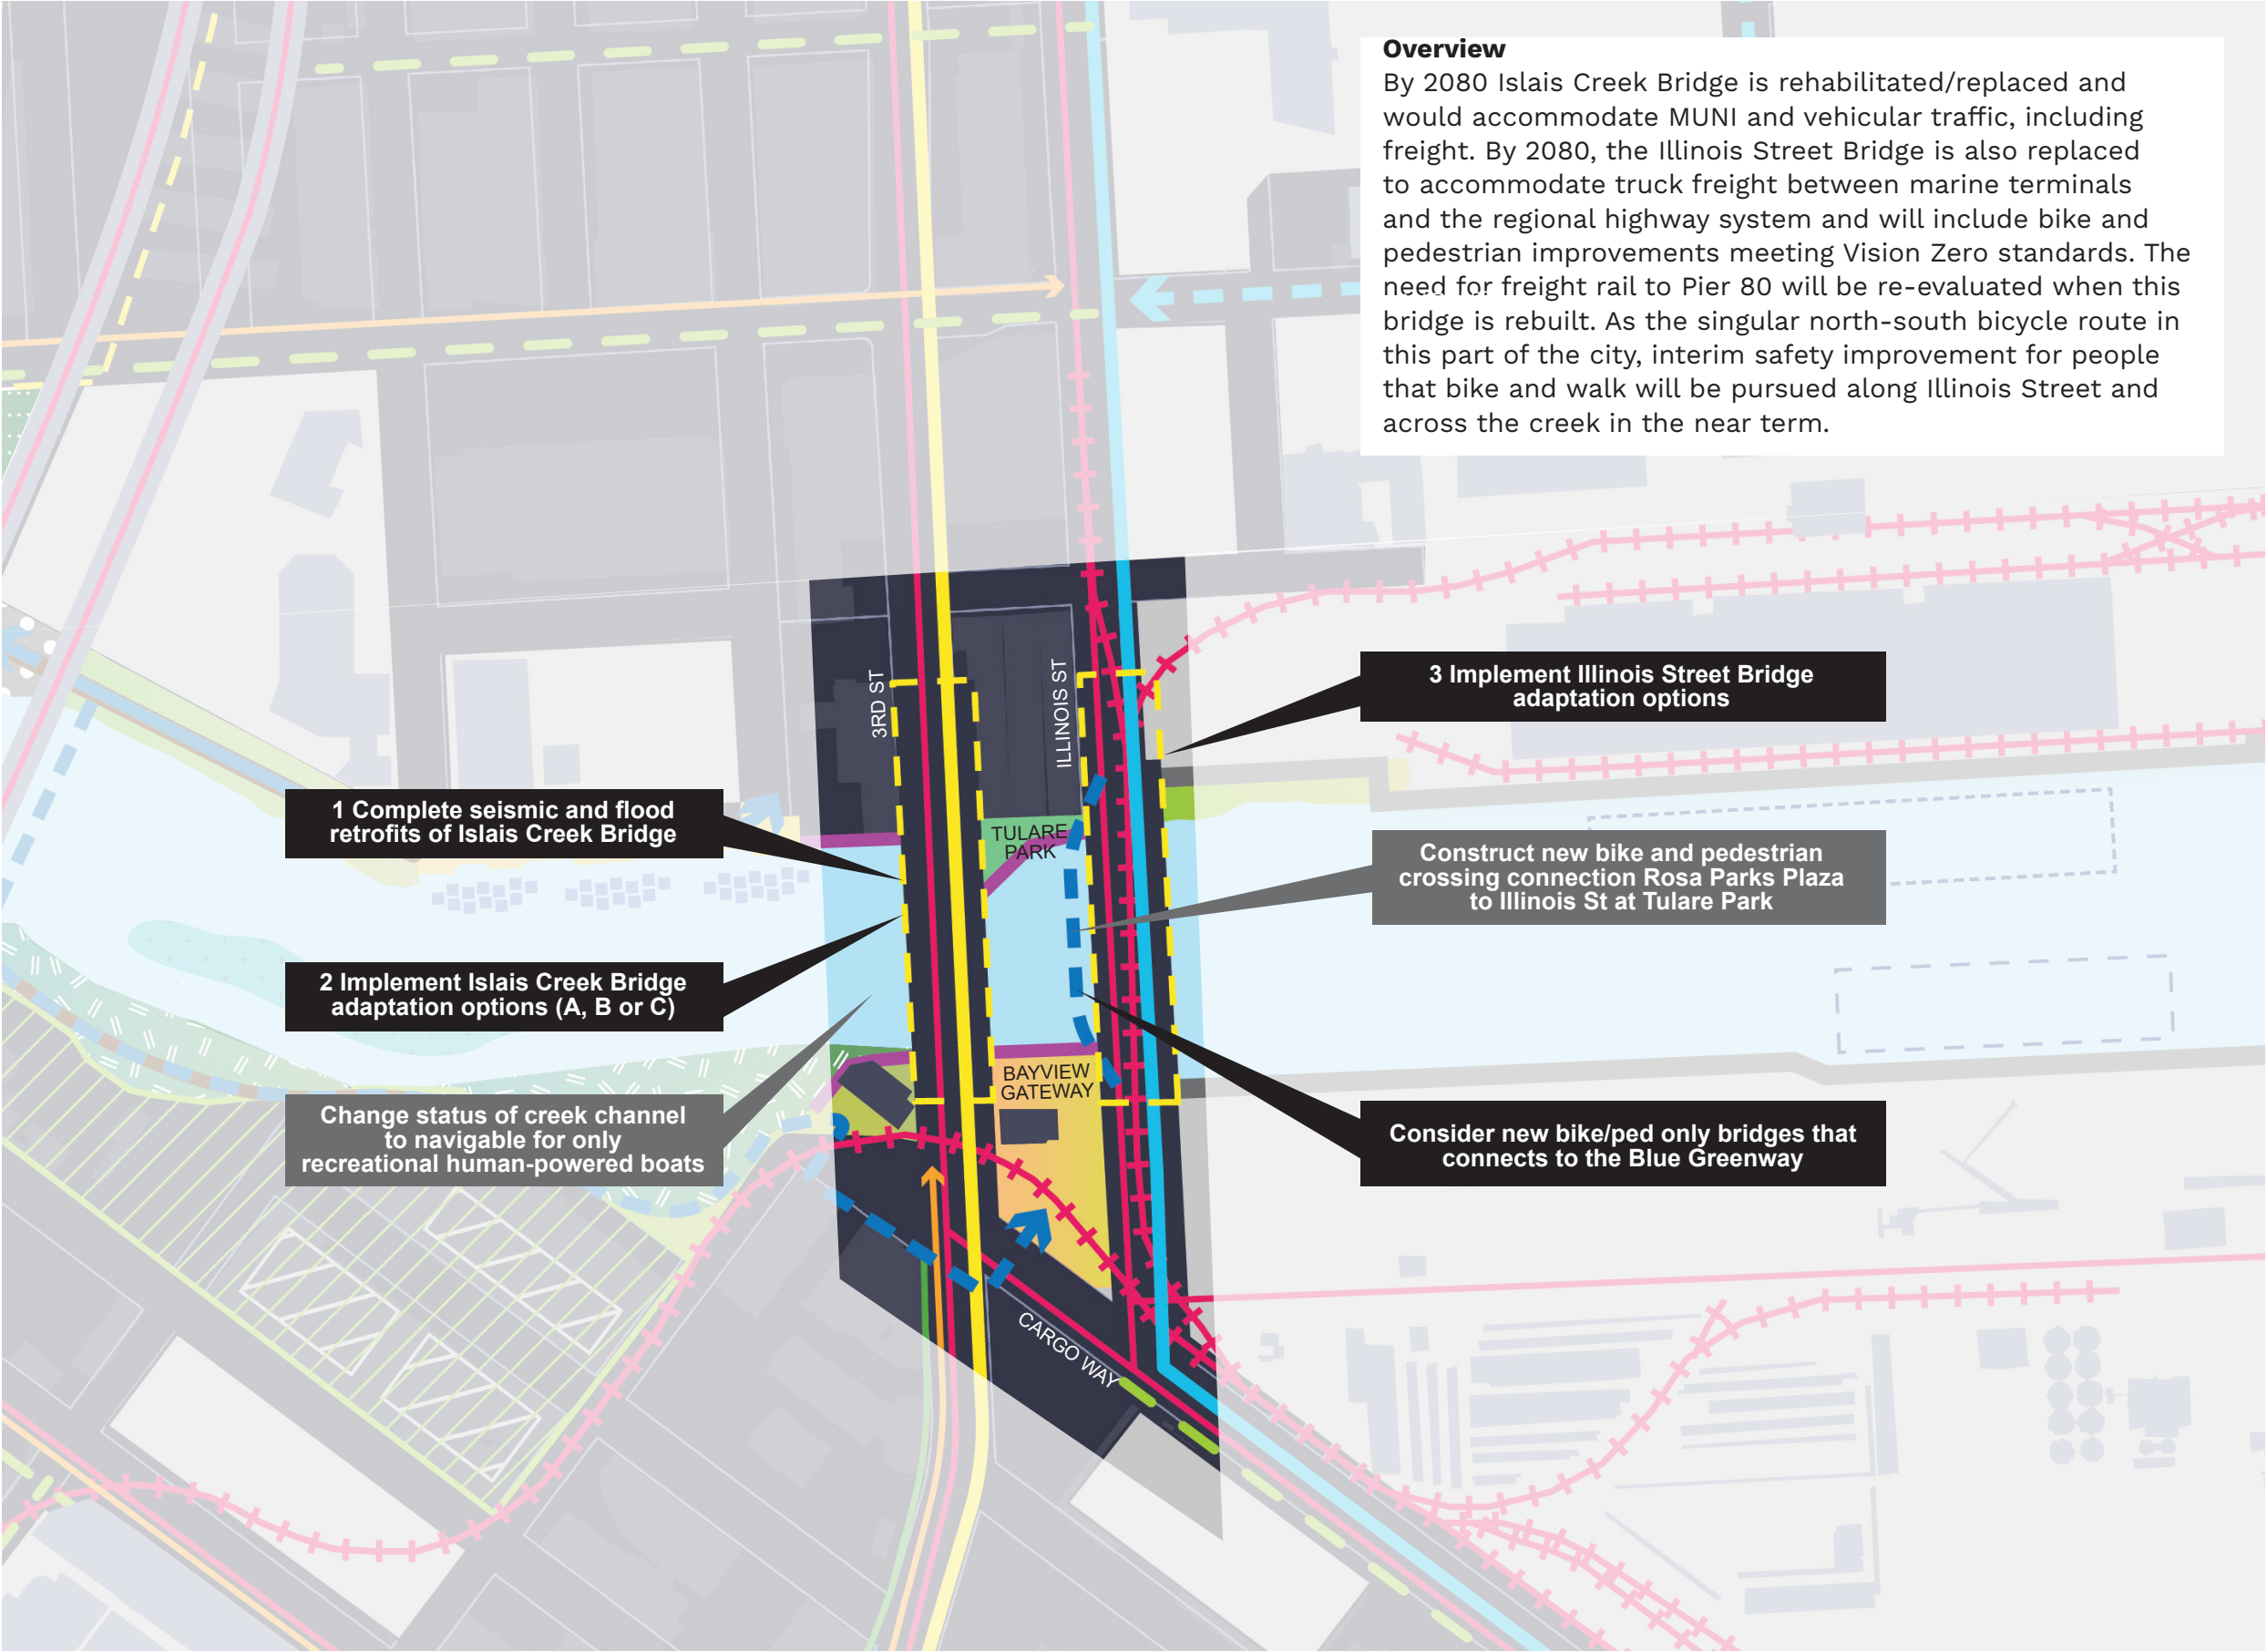 Overview
By 2080 Islais Creek Bridge is rehabilitated/replaced and
would accommodate MUNI and vehicular traffic, including
freight. By 2080, the Illinois Street Bridge is also replaced
to accommodate truck freight between marine terminals
and the regional highway system and will include bike and
pedestrian improvements meeting Vision Zero standards. The
need for freight rail to Pier 80 will be re-evaluated when this
bridge is rebuilt. As the singular north-south bicycle route in
this part of the city, interim safety improvement for people
that bike and walk will be pursued along Illinois Street and
across the creek in the near term.
3RD ST
ILLINOIS ST
3 Implement Illinois Street Bridge
adaptation options
1 Complete seismic and flood
retrofits of Islais Creek Bridge
TULARE
PARK
Construct new bike and pedestrian
crossing connection Rosa Parks Plaza
to Illinois St at Tulare Park
2 Implement Islais Creek Bridge
adaptation options (A, B or C)
BAYVIEW
GATEWAY
Change status of creek channel
to navigable for only
recreational human-powered boats
Consider new bike/ped only bridges that
connects to the Blue Greenway
CARGO WAY